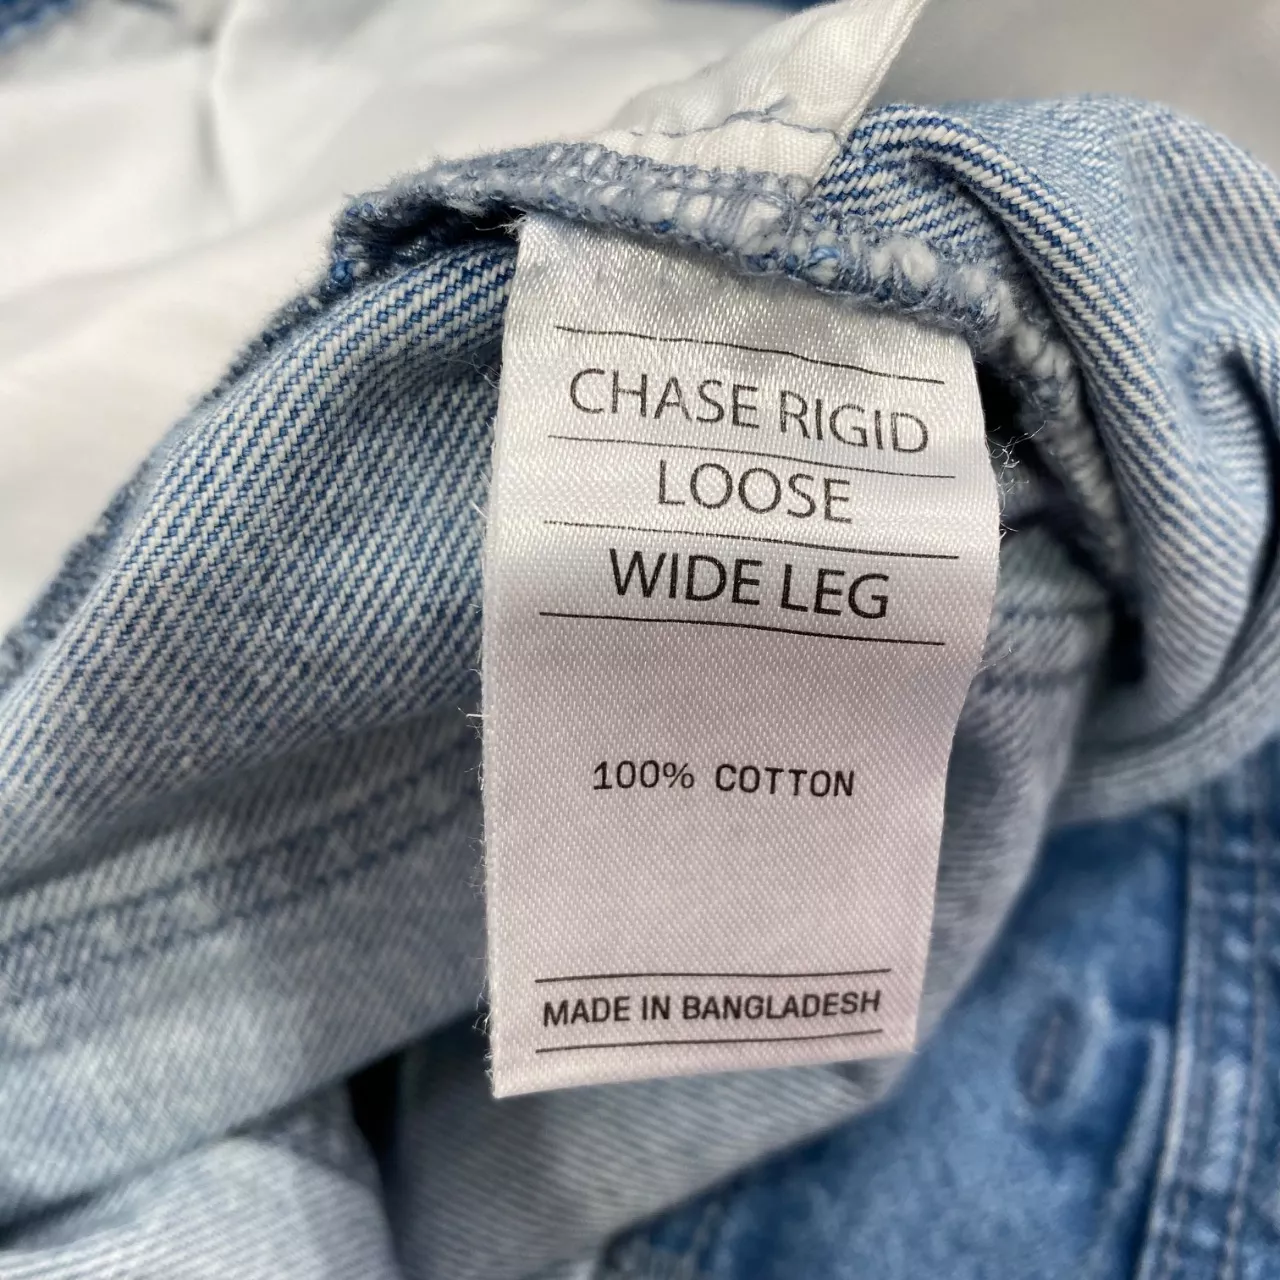 CHASE RIGID
LOOSE
WIDE LEG
100% COTTON
MADE IN BANGLADESH